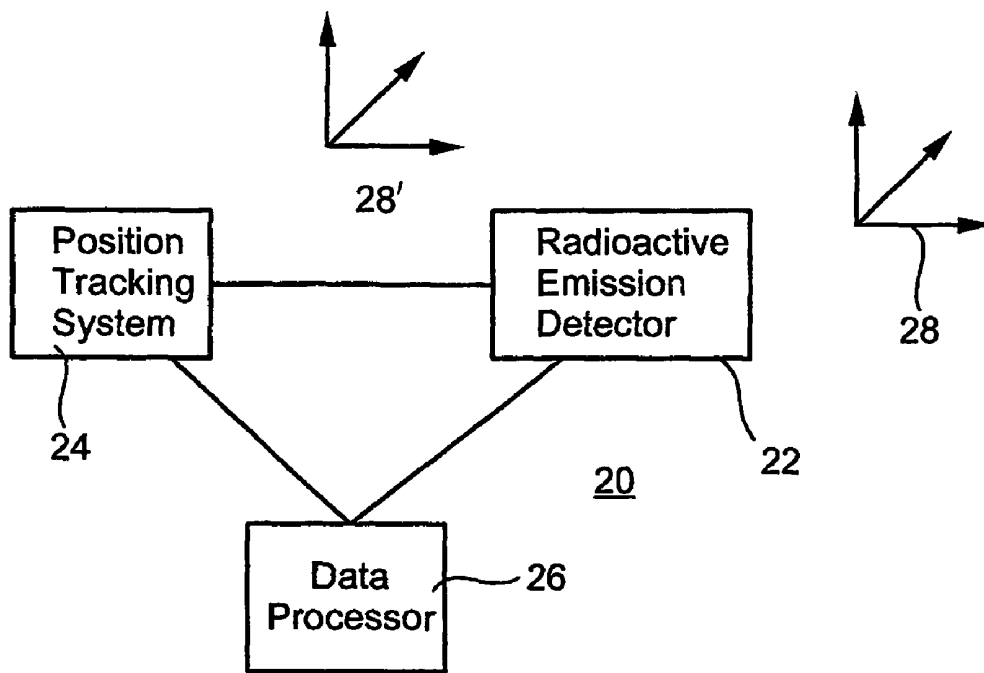 28'
28
Position
Tracking
System
24
Radioactive
Emission
Detector
22
20
Data
Processor
26